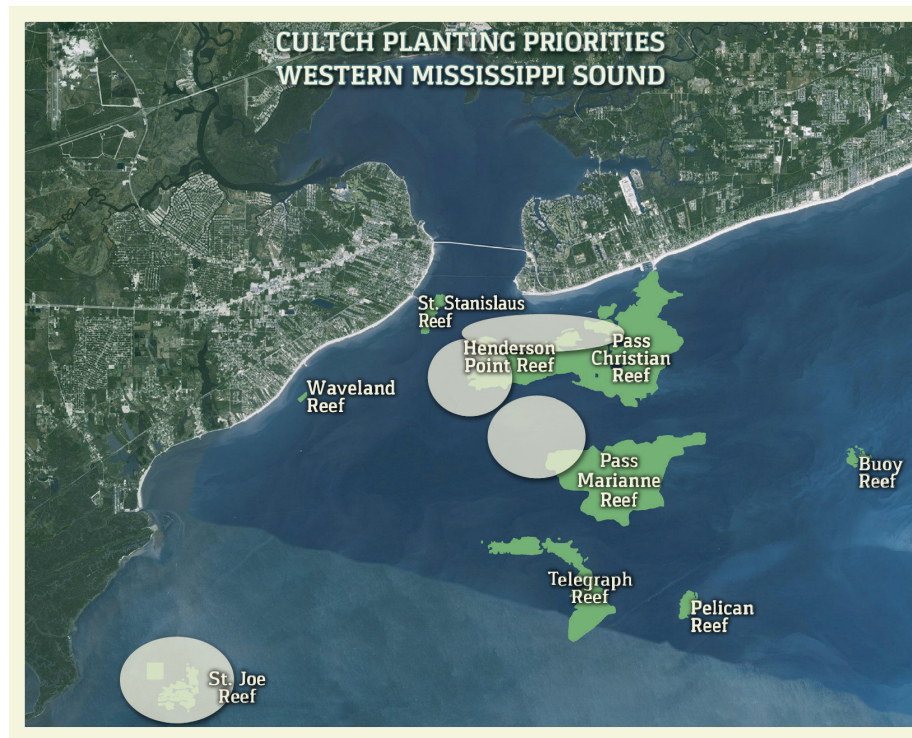 CULTCH PLANTING PRIORITIES
WESTERN MISSISSIPPI SOUND
St. Stanislaus
Reef
Henderson
Point Reef
Pass
Christian
Reef
Waveland
Reef
Pass
Marianne
Reef
Buoy
Reef
Telegraph
Reef
Pelican
Reef
St. Joe
Reef